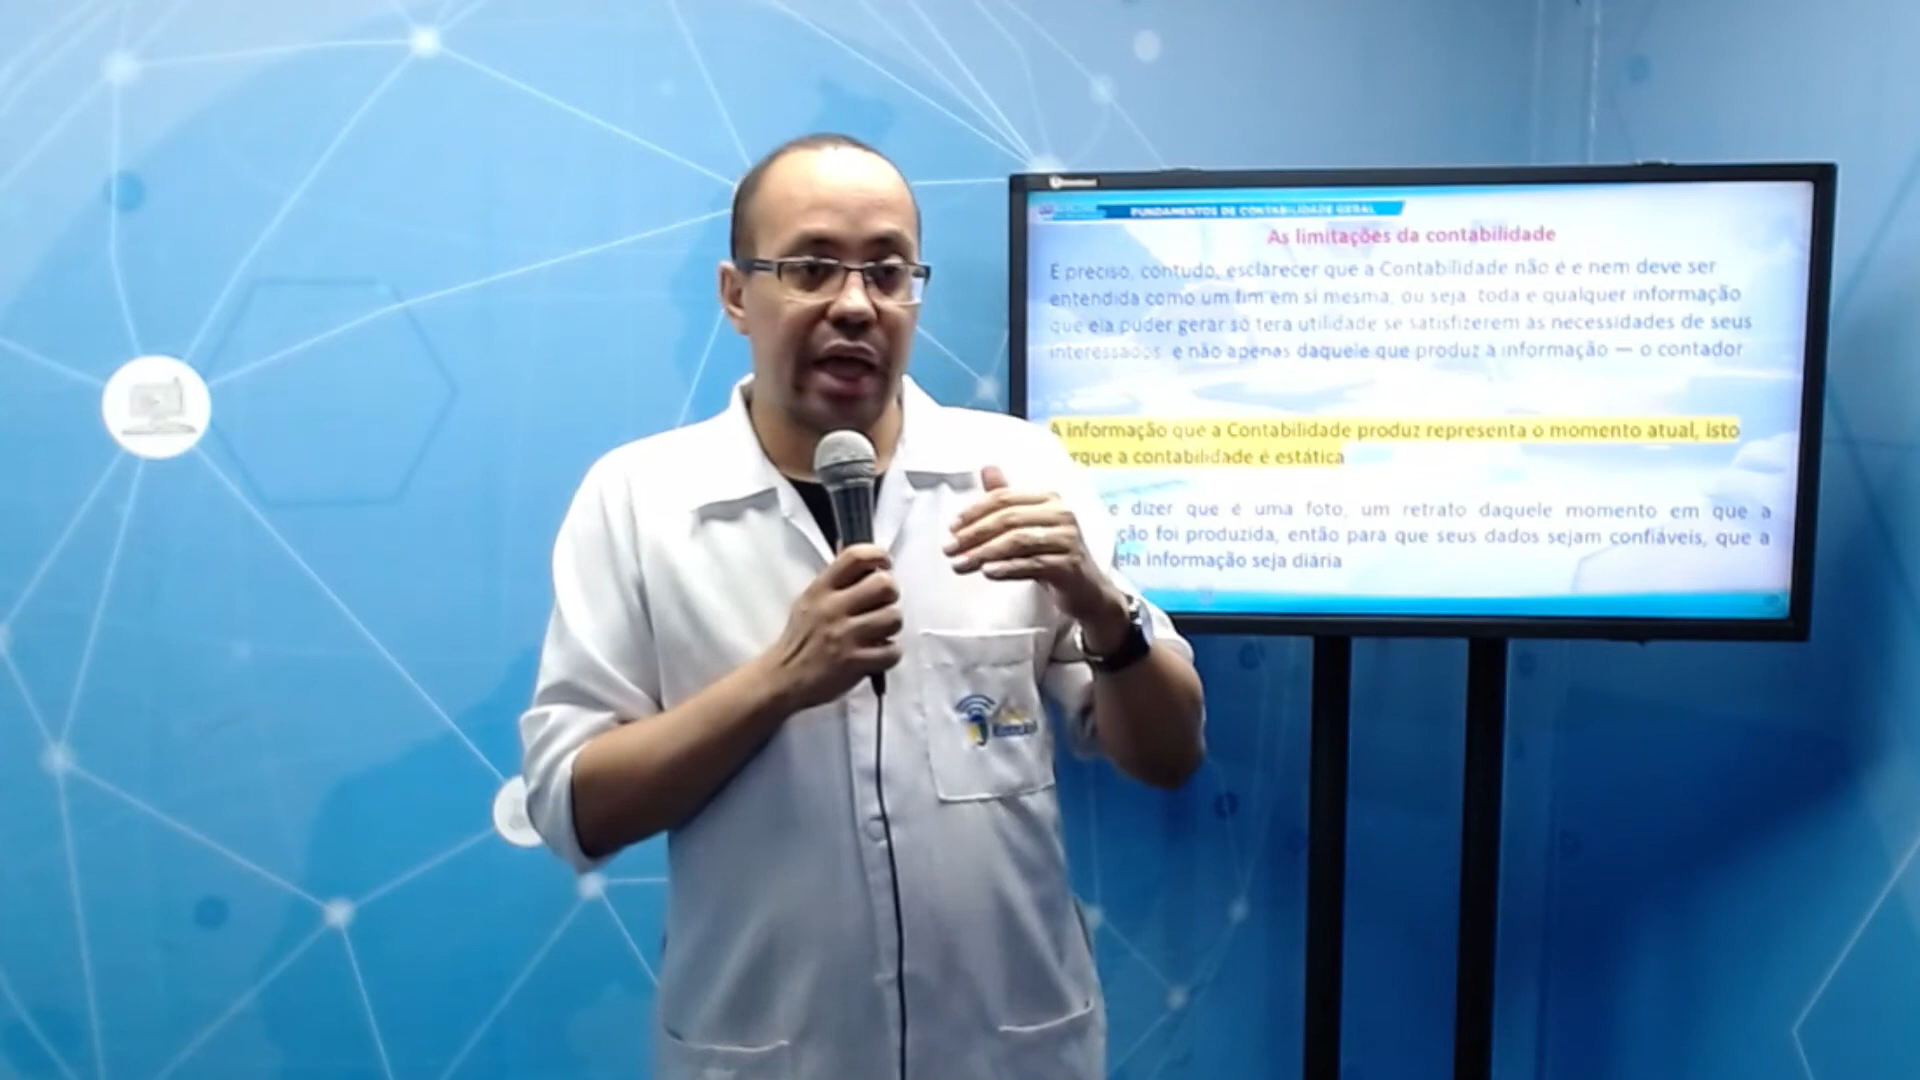 FUNDAMENTOS DE CONTABILIDADE GERAL
As limitações da contabilidade
É preciso, contudo, esclarecer que a Contabilidade não é e nem deve ser
entendida como um fim em si mesma, ou seja, toda e qualquer informação
que ela puder gerar só terá utilidade se satisfizerem as necessidades de seus
interessados, e não apenas daquele que produz a informação — o contador
A informação que a Contabilidade produz representa o momento atual, isto
rque a contabilidade é estática
e dizer que é uma foto, um retrato daquele momento em que a
ção foi produzida, então para que seus dados sejam confiáveis, que a
ela informação seja diária